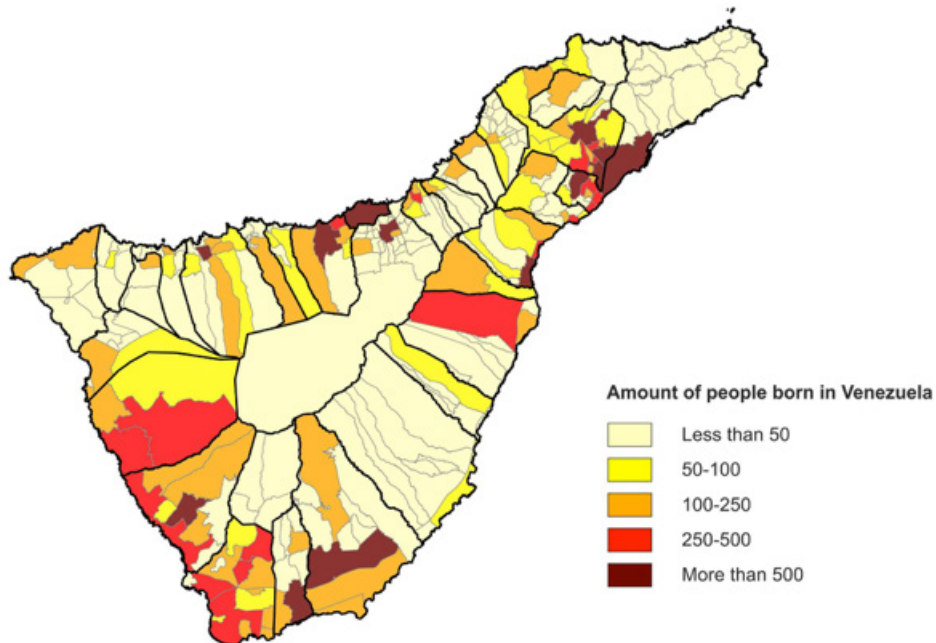 Amount of people born in Venezuela
Less than 50
50-100
100-250
250-500
More than 500